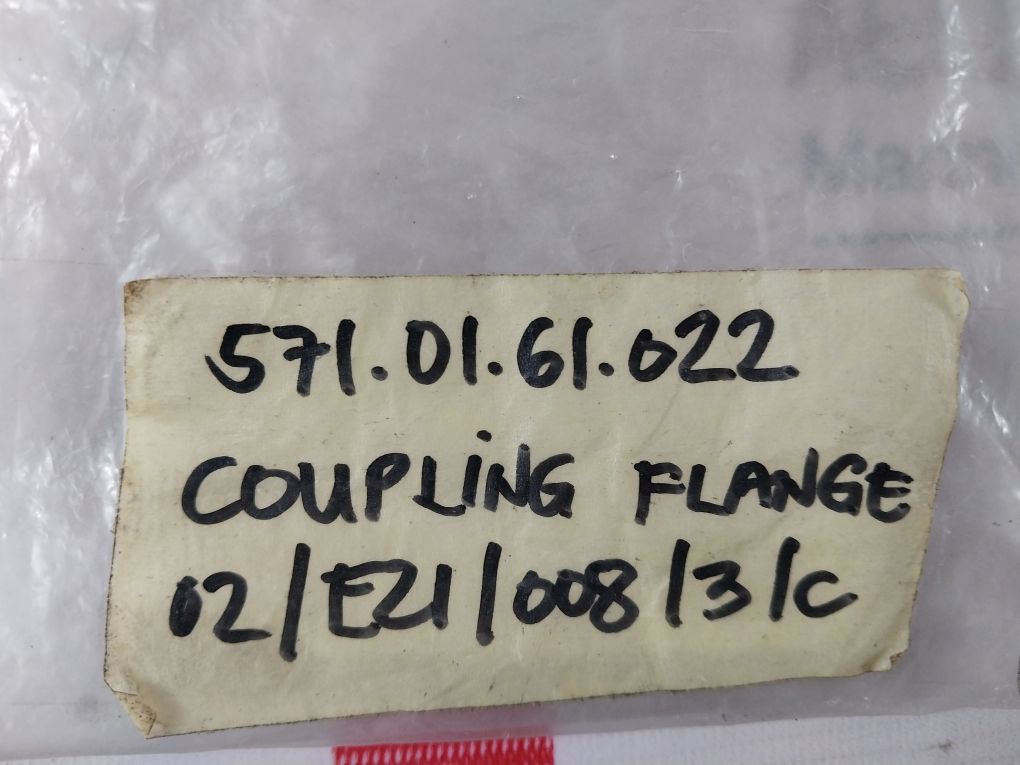 571.01.61.022
COUPLiNG FLANGE
02/E21/008/3/C